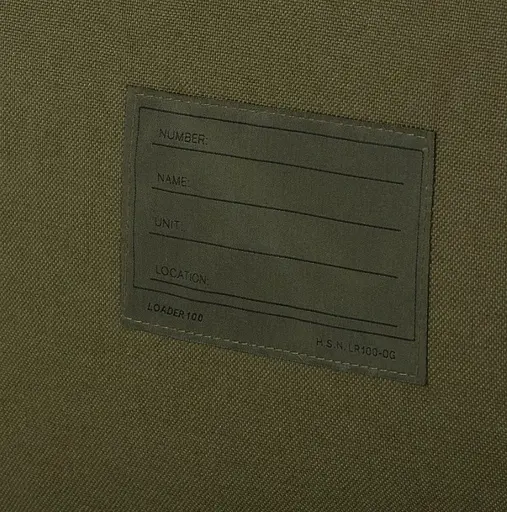 NUMBER:
NAME:
UNIT:
LOCATION:
LOADER 100
H.S.N. LR100-OG